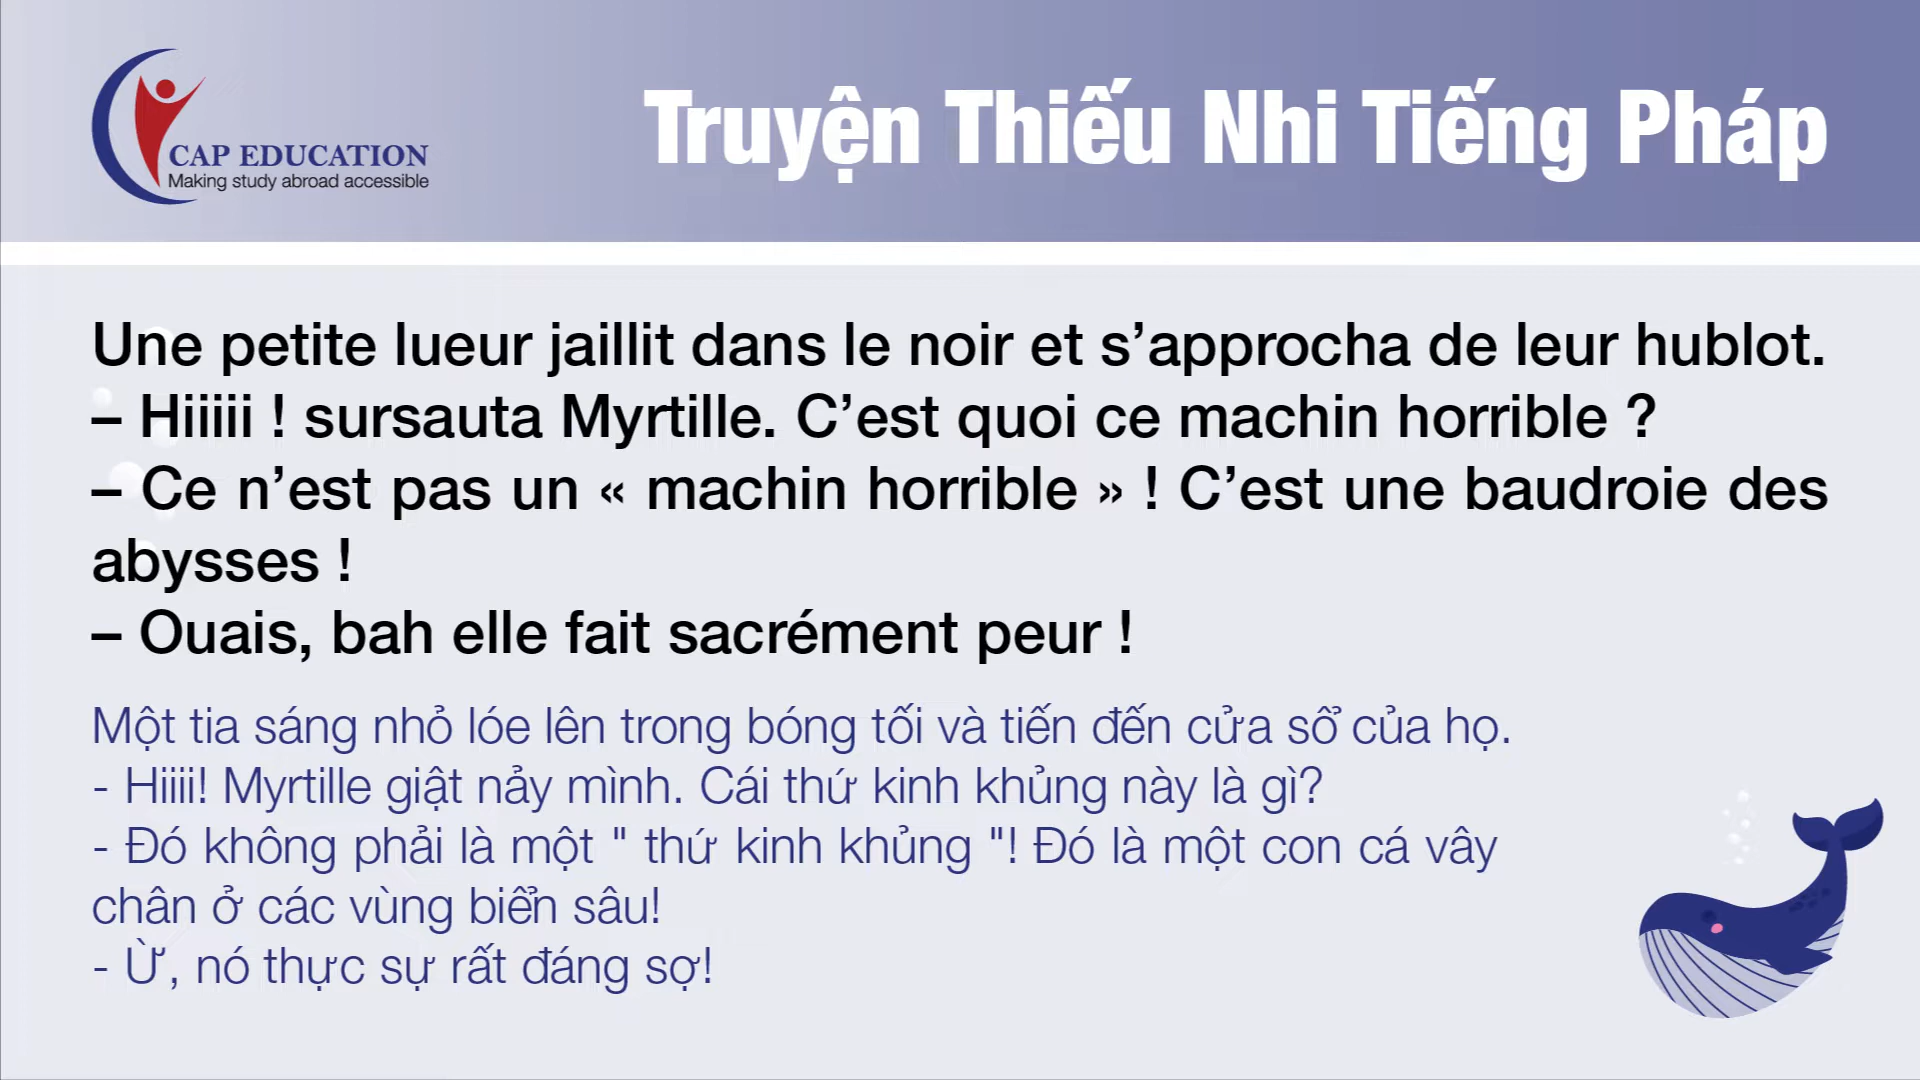 CAP EDUCATION
Making study abroad accessible
Truyện Thiếu Nhi Tiếng Pháp
Une petite lueur jaillit dans le noir et s’approcha de leur hublot.
– Hiiiii ! sursauta Myrtille. C’est quoi ce machin horrible ?
– Ce n’est pas un « machin horrible » ! C’est une baudroie des
abysses !
– Ouais, bah elle fait sacrément peur !
Một tia sáng nhỏ lóe lên trong bóng tối và tiến đến cửa sổ của họ.
- Hiiii! Myrtille giật nảy mình. Cái thứ kinh khủng này là gì?
- Đó không phải là một " thứ kinh khủng "! Đó là một con cá vây
chân ở các vùng biển sâu!
- Ừ, nó thực sự rất đáng sợ!